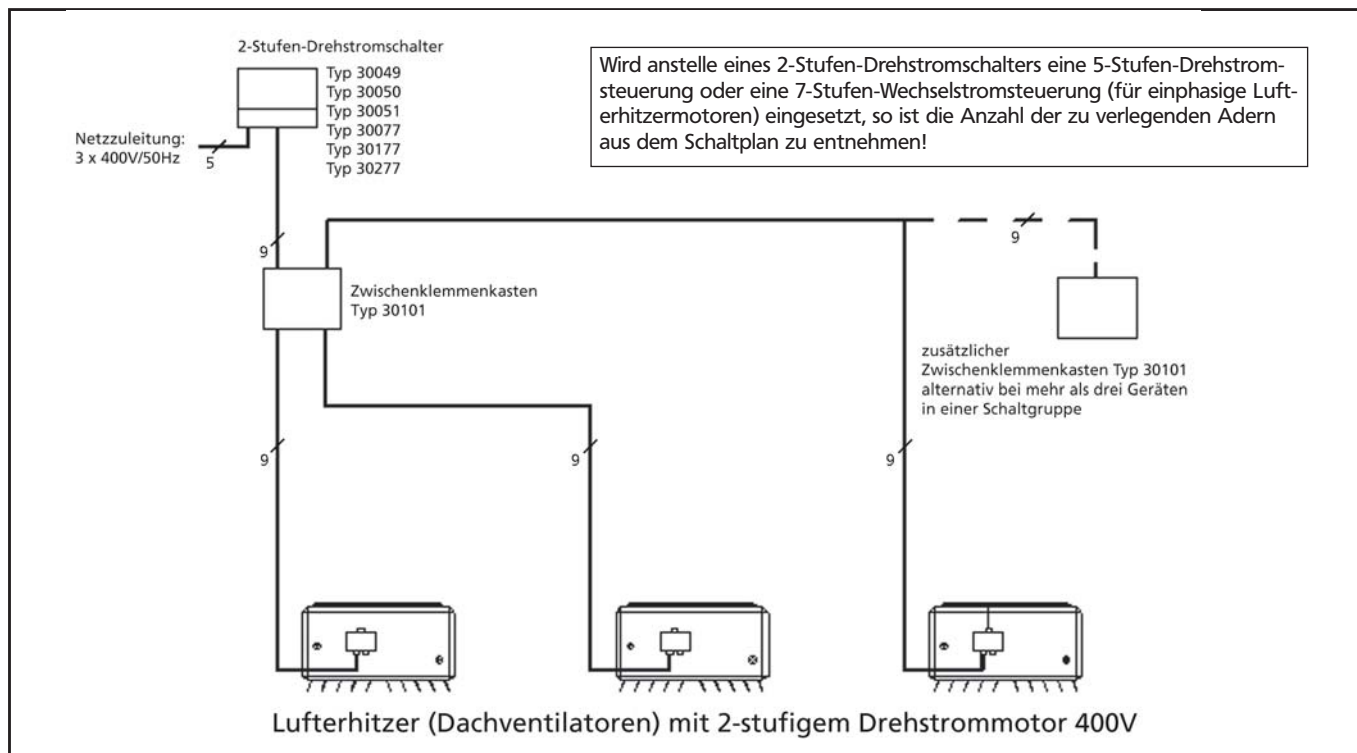 2-Stufen-Drehstromschalter
Typ 30049
Typ 30050
Typ 30051
Typ 30077
Typ 30177
Typ 30277
Netzzuleitung:
3 x 400V/50Hz
5
Wird anstelle eines 2-Stufen-Drehstromschalters eine 5-Stufen-Drehstrom-
steuerung oder eine 7-Stufen-Wechselstromsteuerung (für einphasige Luft-
erhitzermotoren) eingesetzt, so ist die Anzahl der zu verlegenden Adern
aus dem Schaltplan zu entnehmen!
9
9
Zwischenklemmenkasten
Typ 30101
zusätzlicher
Zwischenklemmenkasten Typ 30101
alternativ bei mehr als drei Geräten
in einer Schaltgruppe
9
9
9
Lufterhitzer (Dachventilatoren) mit 2-stufigem Drehstrommotor 400V